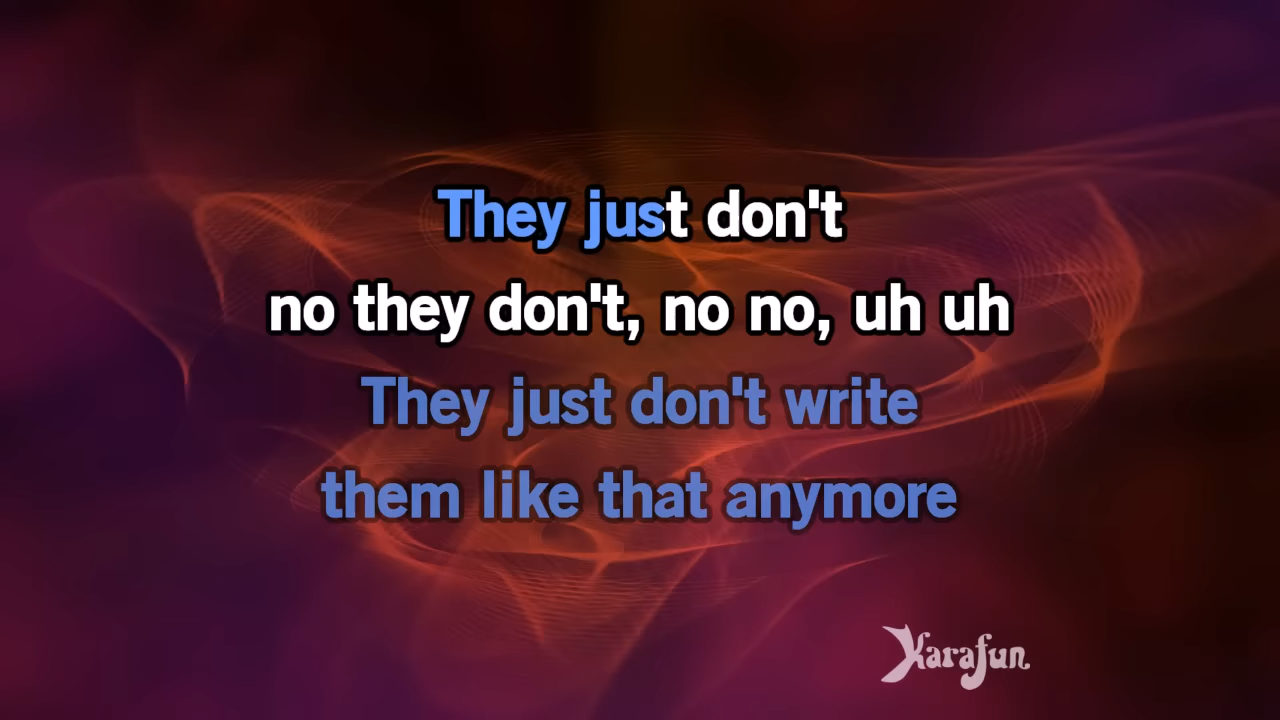 They just don't
no they don't, no no, uh uh
They just don't write
them like that anymore
Karafun